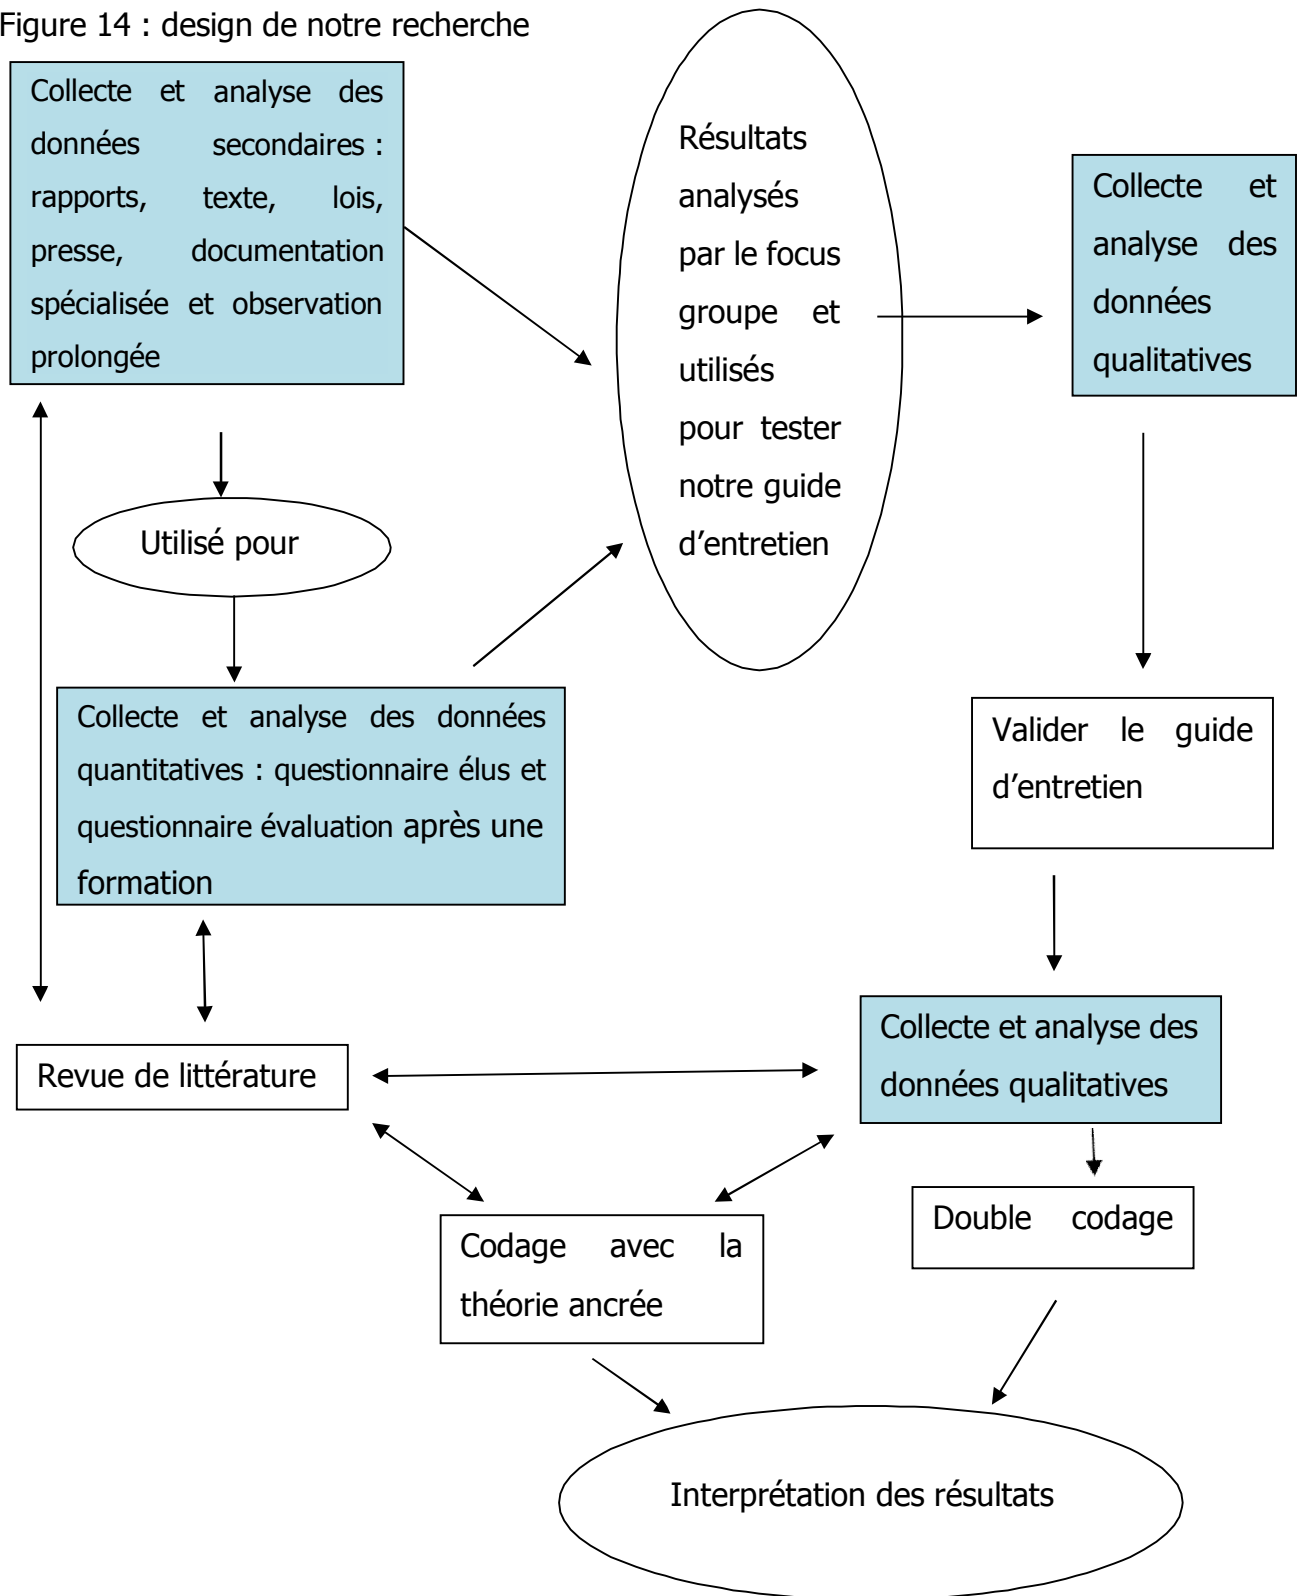 Figure 14 : design de notre recherche
Collecte et analyse des
données secondaires :
rapports, texte, lois,
presse, documentation
spécialisée et observation
prolongée
Résultats
analysés
par le focus
groupe et
utilisés
pour tester
notre guide
d’entretien
Collecte et
analyse des
données
qualitatives
Utilisé pour
Collecte et analyse des données
quantitatives : questionnaire élus et
questionnaire évaluation après une
formation
Valider le guide
d’entretien
Revue de littérature
Collecte et analyse des
données qualitatives
Codage avec la
théorie ancrée
Double codage
Interprétation des résultats